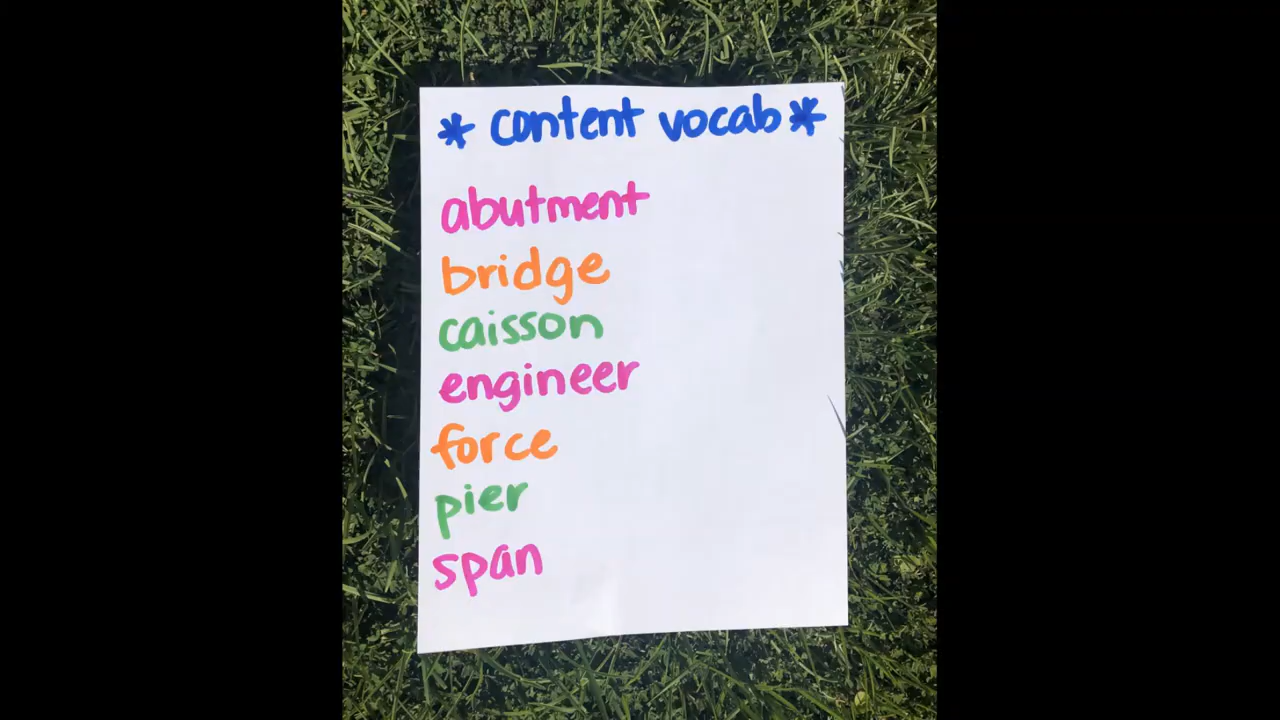 * content vocab *
abutment
bridge
caisson
engineer
force
pier
span